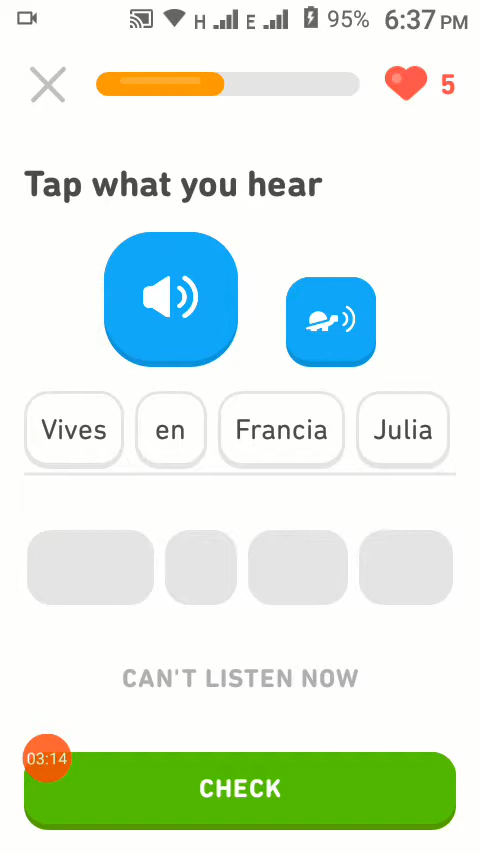 H E 95% 6:37 PM
5
Tap what you hear
Vives en Francia Julia
CAN'T LISTEN NOW
03:14
CHECK